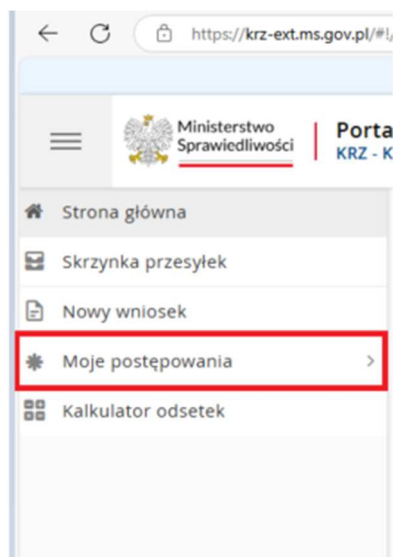 https://krz-ext.ms.gov.pl/#!/
Ministerstwo
Sprawiedliwości
Porta
KRZ - K
Strona główna
Skrzynka przesyłek
Nowy wniosek
Moje postępowania
Kalkulator odsetek